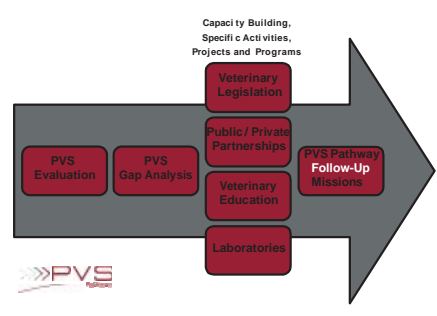 Capacity Building,
Specific Activities,
Projects and Programs
PVS
Evaluation
PVS
Gap Analysis
Veterinary
Legislation
Public / Private
Partnerships
Veterinary
Education
Laboratories
PVS Pathway
Follow-Up
Missions
PVS